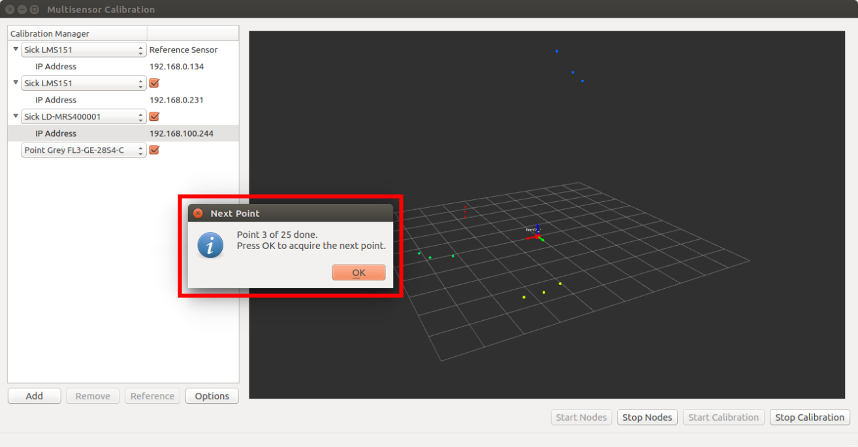 Multisensor Calibration
Calibration Manager
Sick LMS151 Reference Sensor
IP Address 192.168.0.134
Sick LMS151
IP Address 192.168.0.231
Sick LD-MRS400001
IP Address 192.168.100.244
Point Grey FL3-GE-28S4-C
Next Point
Point 3 of 25 done.
Press OK to acquire the next point.
OK
Add Remove Reference Options
Start Nodes Stop Nodes Start Calibration Stop Calibration